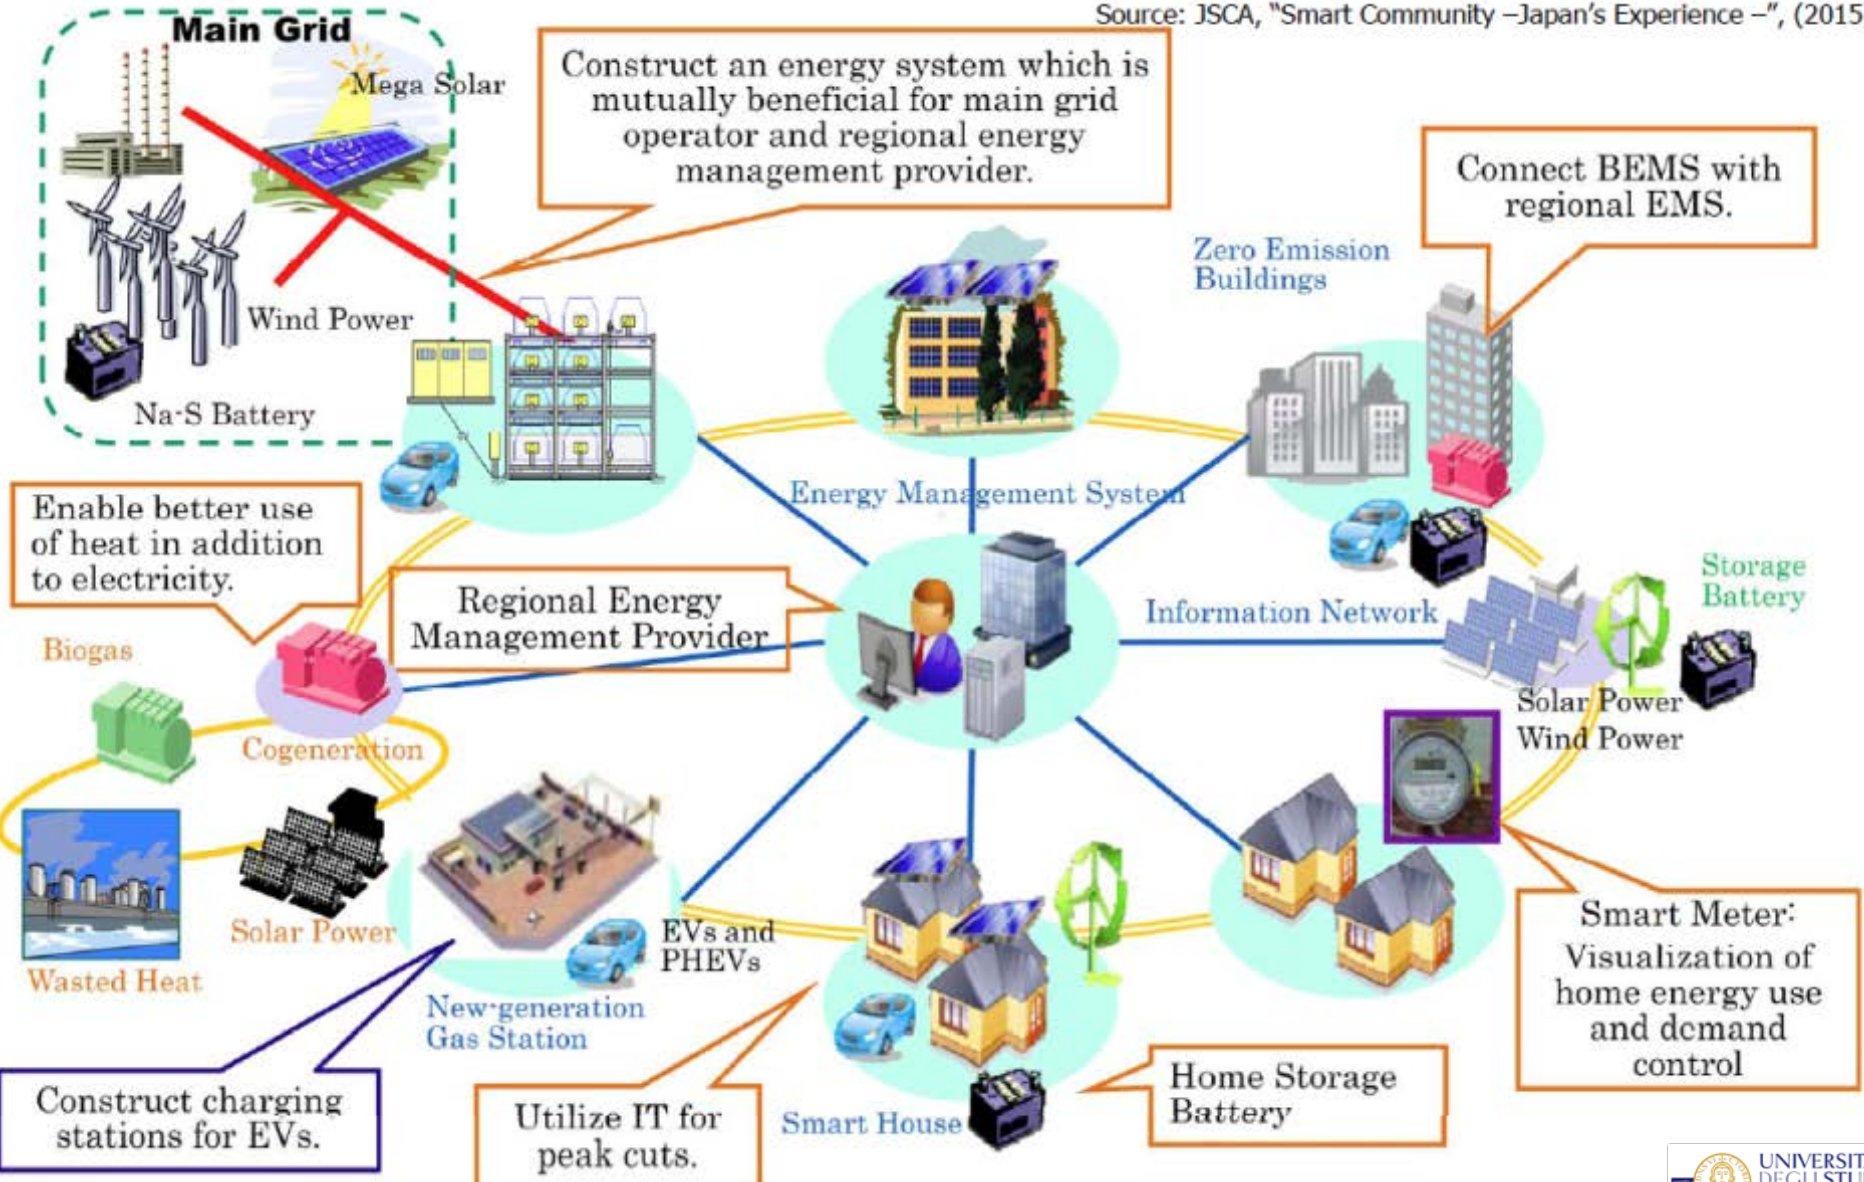 Source: JSCA, “Smart Community –Japan’s Experience –”, (2015
Main Grid
Mega Solar
Wind Power
Na-S Battery
Construct an energy system which is
mutually beneficial for main grid
operator and regional energy
management provider.
Connect BEMS with
regional EMS.
Zero Emission
Buildings
Energy Management System
Enable better use
of heat in addition
to electricity.
Regional Energy
Management Provider
Information Network
Storage
Battery
Biogas
Cogeneration
Solar Power
Wind Power
Wasted Heat
Solar Power
EVs and
PHEVs
New-generation
Gas Station
Smart Meter:
Visualization of
home energy use
and demand
control
Construct charging
stations for EVs.
Utilize IT for
peak cuts.
Smart House
Home Storage
Battery
UNIVERSIT
DEGLI STU